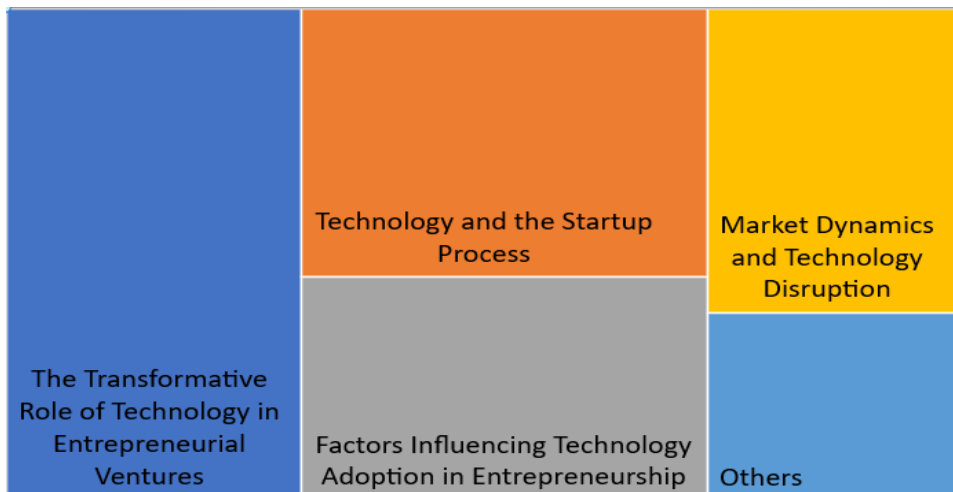 The Transformative
Role of Technology in
Entrepreneurial
Ventures
Technology and the Startup
Process
Factors Influencing Technology
Adoption in Entrepreneurship
Market Dynamics
and Technology
Disruption
Others